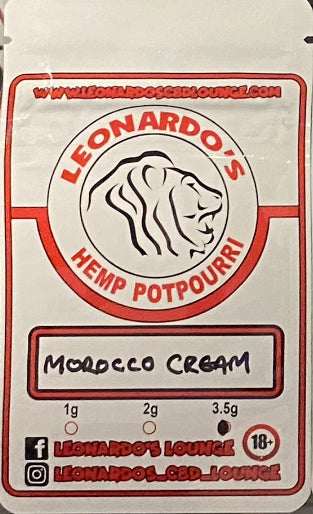 WWW.LEONARDOSCBDLOUNGE.COM
LEONARDO'S
HEMP POTPOURRI
MOROCCO CREAM
1g 2g 3.5g
LEONARDO'S LOUNGE
18+
LEONARDOS_CBD_LOUNGE